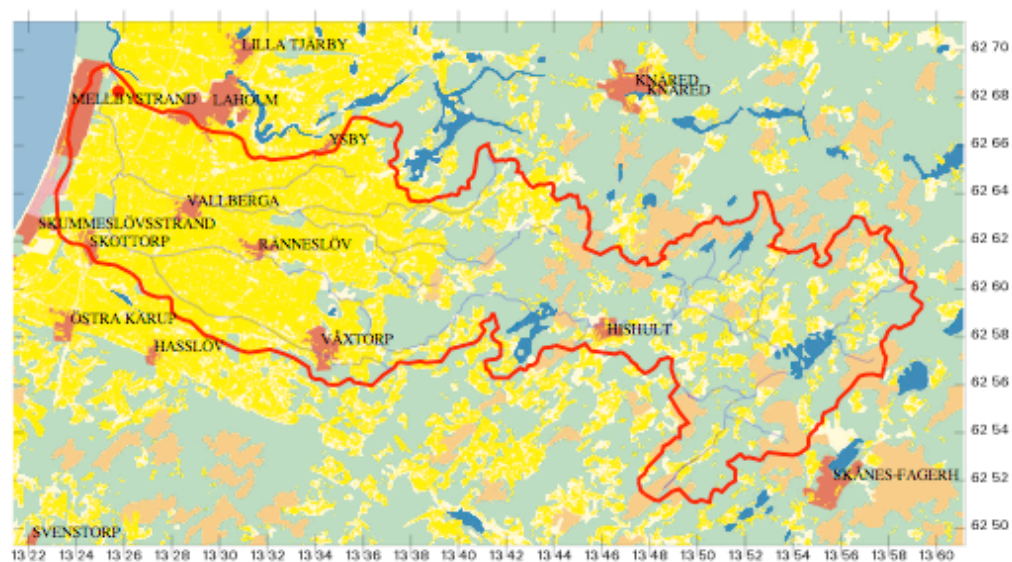 LILLA TJÄRBY
62 70
KNÄRED
KNÄRED
MELLBYSTRAND
LAHOLM
62 68
YSBY
62 66
VALLBERGA
62 64
SKUMMESLÖVSSTRAND
SKOTTORP
RÄNNESLÖV
62 62
62 60
ÖSTRA KARUP
HISHULT
62 58
HASSLÖV
VÅXTORP
62 56
62 54
SKÅNES-FAGERH
62 52
SVENSTORP
62 50
13 22 13 24 13 26 13 28 13 30 13 32 13 34 13 36 13 38 13 40 13 42 13 44 13 46 13 48 13 50 13 52 13 54 13 56 13 58 13 60